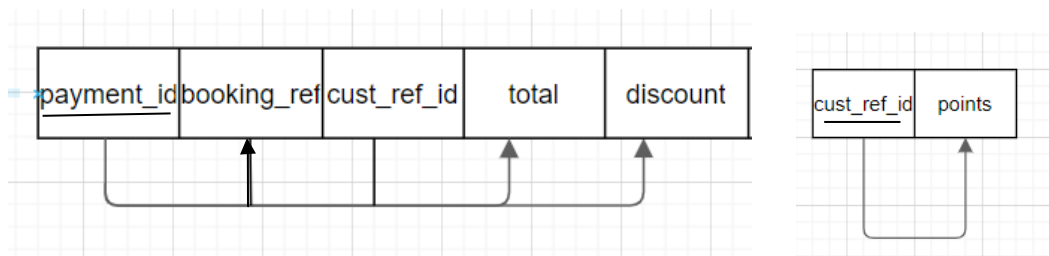 payment_id booking_ref cust_ref_id total discount
cust_ref_id points